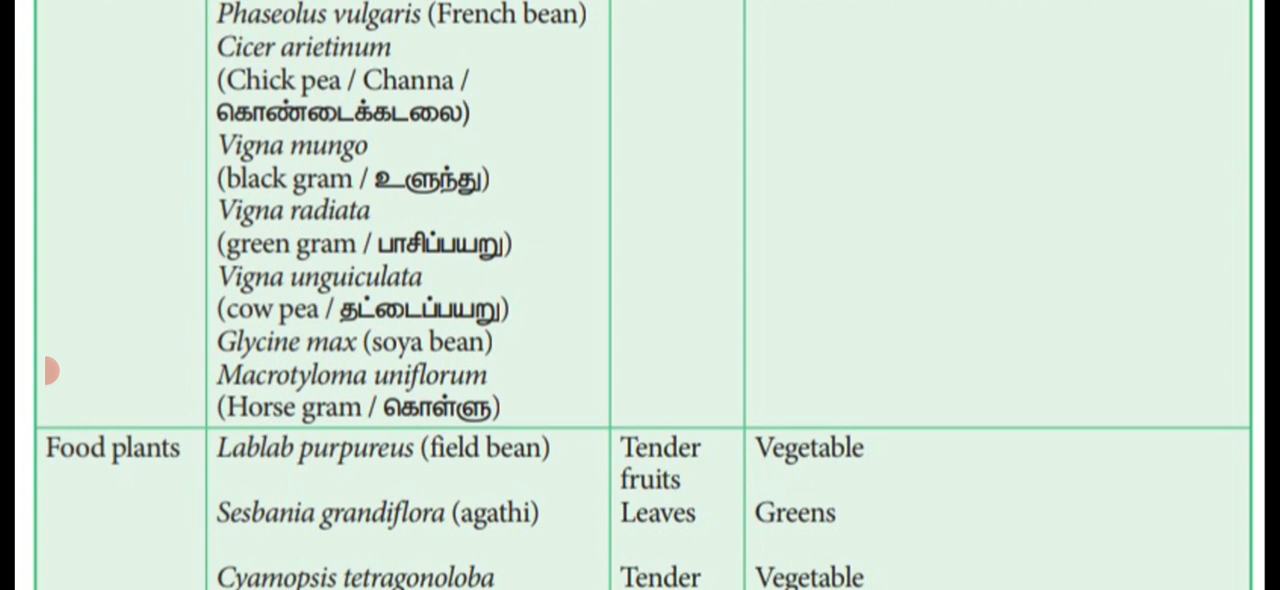 Phaseolus vulgaris (French bean)
Cicer arietinum
(Chick pea / Channa /
கொண்டைக்கடலை)
Vigna mungo
(black gram / உளுந்து)
Vigna radiata
(green gram / பாசிப்பயறு)
Vigna unguiculata
(cow pea / தட்டைப்பயறு)
Glycine max (soya bean)
Macrotyloma uniflorum
(Horse gram / கொள்ளு)
Food plants Lablab purpureus (field bean) Tender Vegetable
fruits
Sesbania grandiflora (agathi) Leaves Greens
Cyamopsis tetragonoloba Tender Vegetable